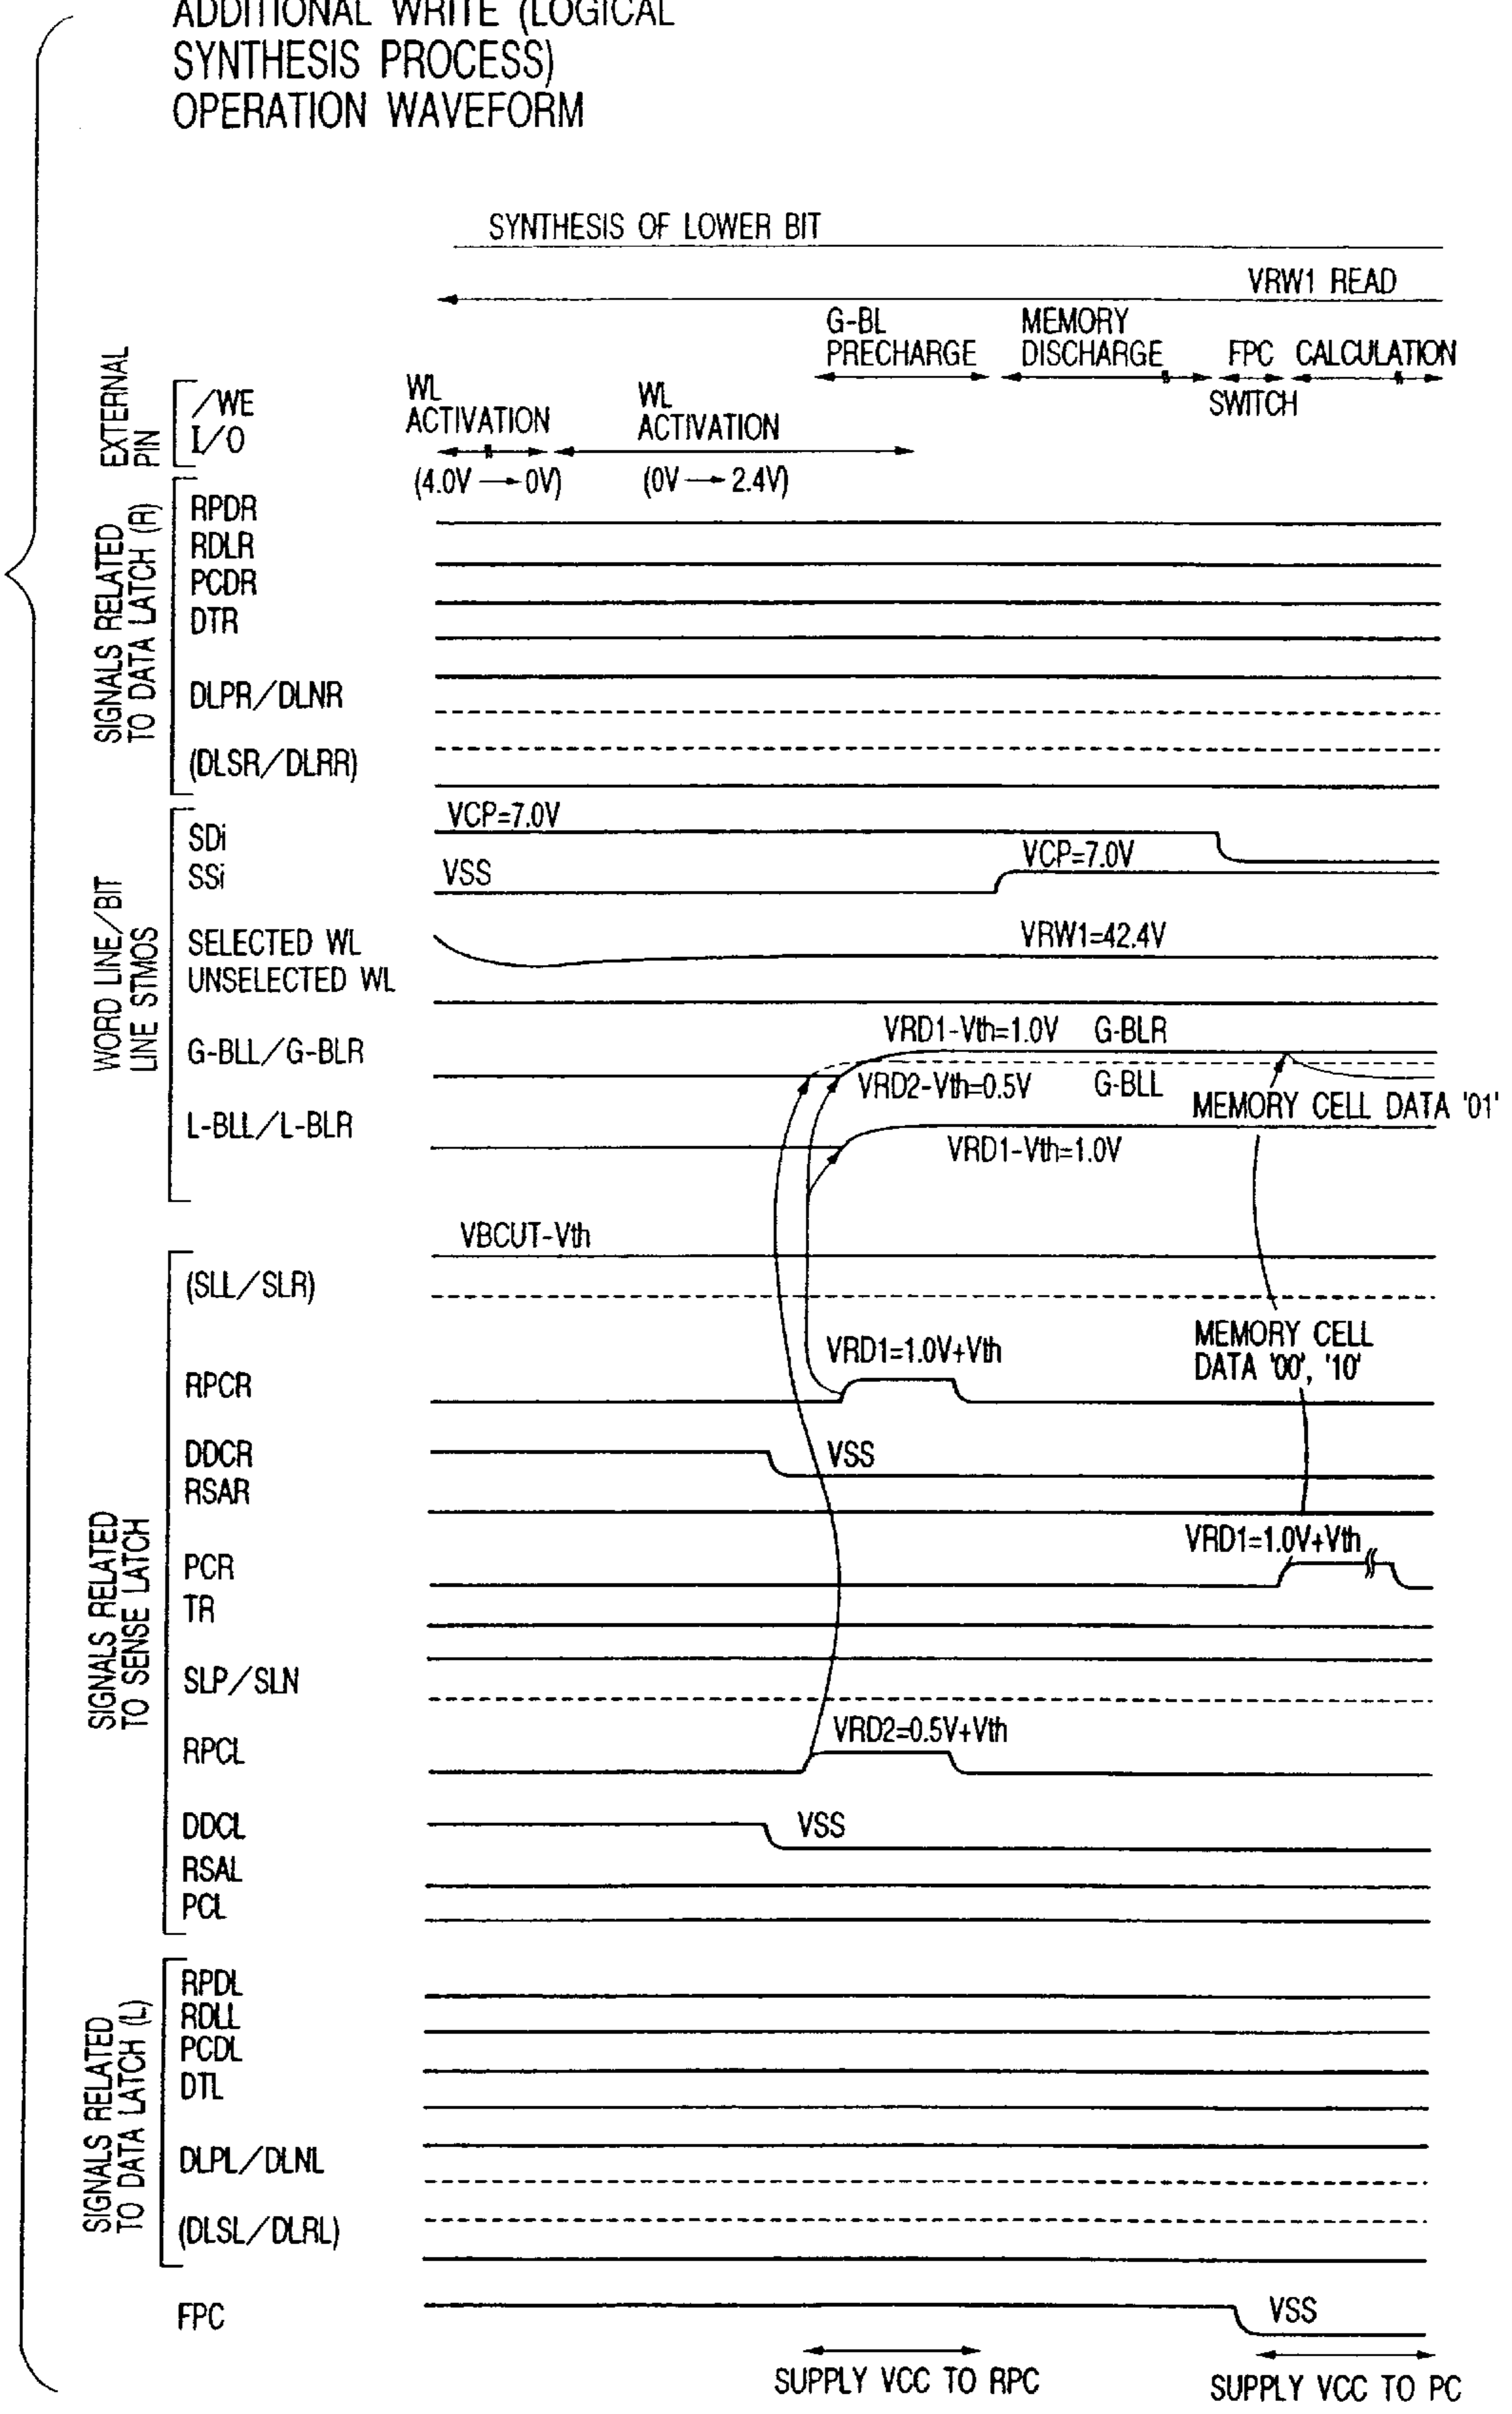 ADDITIONAL WRITE (LOGICAL
SYNTHESIS PROCESS)
OPERATION WAVEFORM
SYNTHESIS OF LOWER BIT
VRW1 READ
G-BL
PRECHARGE
MEMORY
DISCHARGE
FPC
SWITCH
CALCULATION
WL
ACTIVATION
(4.0V → 0V)
WL
ACTIVATION
(0V → 2.4V)
EXTERNAL
PIN
/WE
I/O
SIGNALS RELATED
TO DATA LATCH (R)
RPDR
RDLR
PCDR
DTR
DLPR/DLNR
(DLSR/DLRR)
WORD LINE/BIT
LINE STMOS
SDi
VCP=7.0V
SSi
VSS
VCP=7.0V
SELECTED WL
VRW1=42.4V
UNSELECTED WL
G-BLL/G-BLR
VRD1-Vth=1.0V G-BLR
VRD2-Vth=0.5V G-BLL
MEMORY CELL DATA '01'
L-BLL/L-BLR
VRD1-Vth=1.0V
VBCUT-Vth
SIGNALS RELATED
TO SENSE LATCH
(SLL/SLR)
MEMORY CELL
DATA '00', '10'
RPCR
VRD1=1.0V+Vth
DDCR
VSS
RSAR
PCR
VRD1=1.0V+Vth
TR
SLP/SLN
RPCL
VRD2=0.5V+Vth
DDCL
VSS
RSAL
PCL
SIGNALS RELATED
TO DATA LATCH (L)
RPDL
RDLL
PCDL
DTL
DLPL/DLNL
(DLSL/DLRL)
FPC
VSS
SUPPLY VCC TO RPC
SUPPLY VCC TO PC